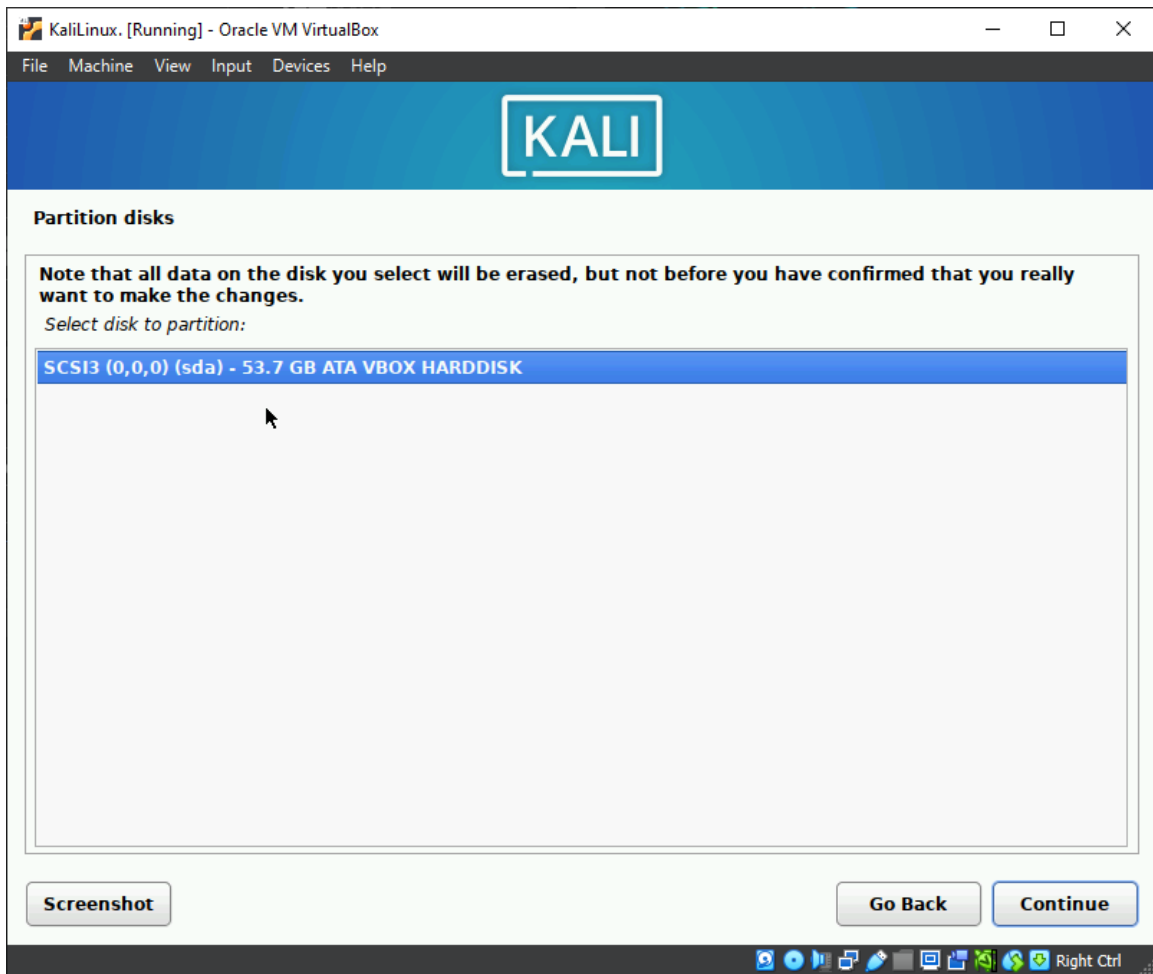 KaliLinux. [Running] - Oracle VM VirtualBox
File Machine View Input Devices Help
KALI
Partition disks
Note that all data on the disk you select will be erased, but not before you have confirmed that you really
want to make the changes.
Select disk to partition:
SCSI3 (0,0,0) (sda) - 53.7 GB ATA VBOX HARDDISK
Screenshot Go Back Continue
Right Ctrl